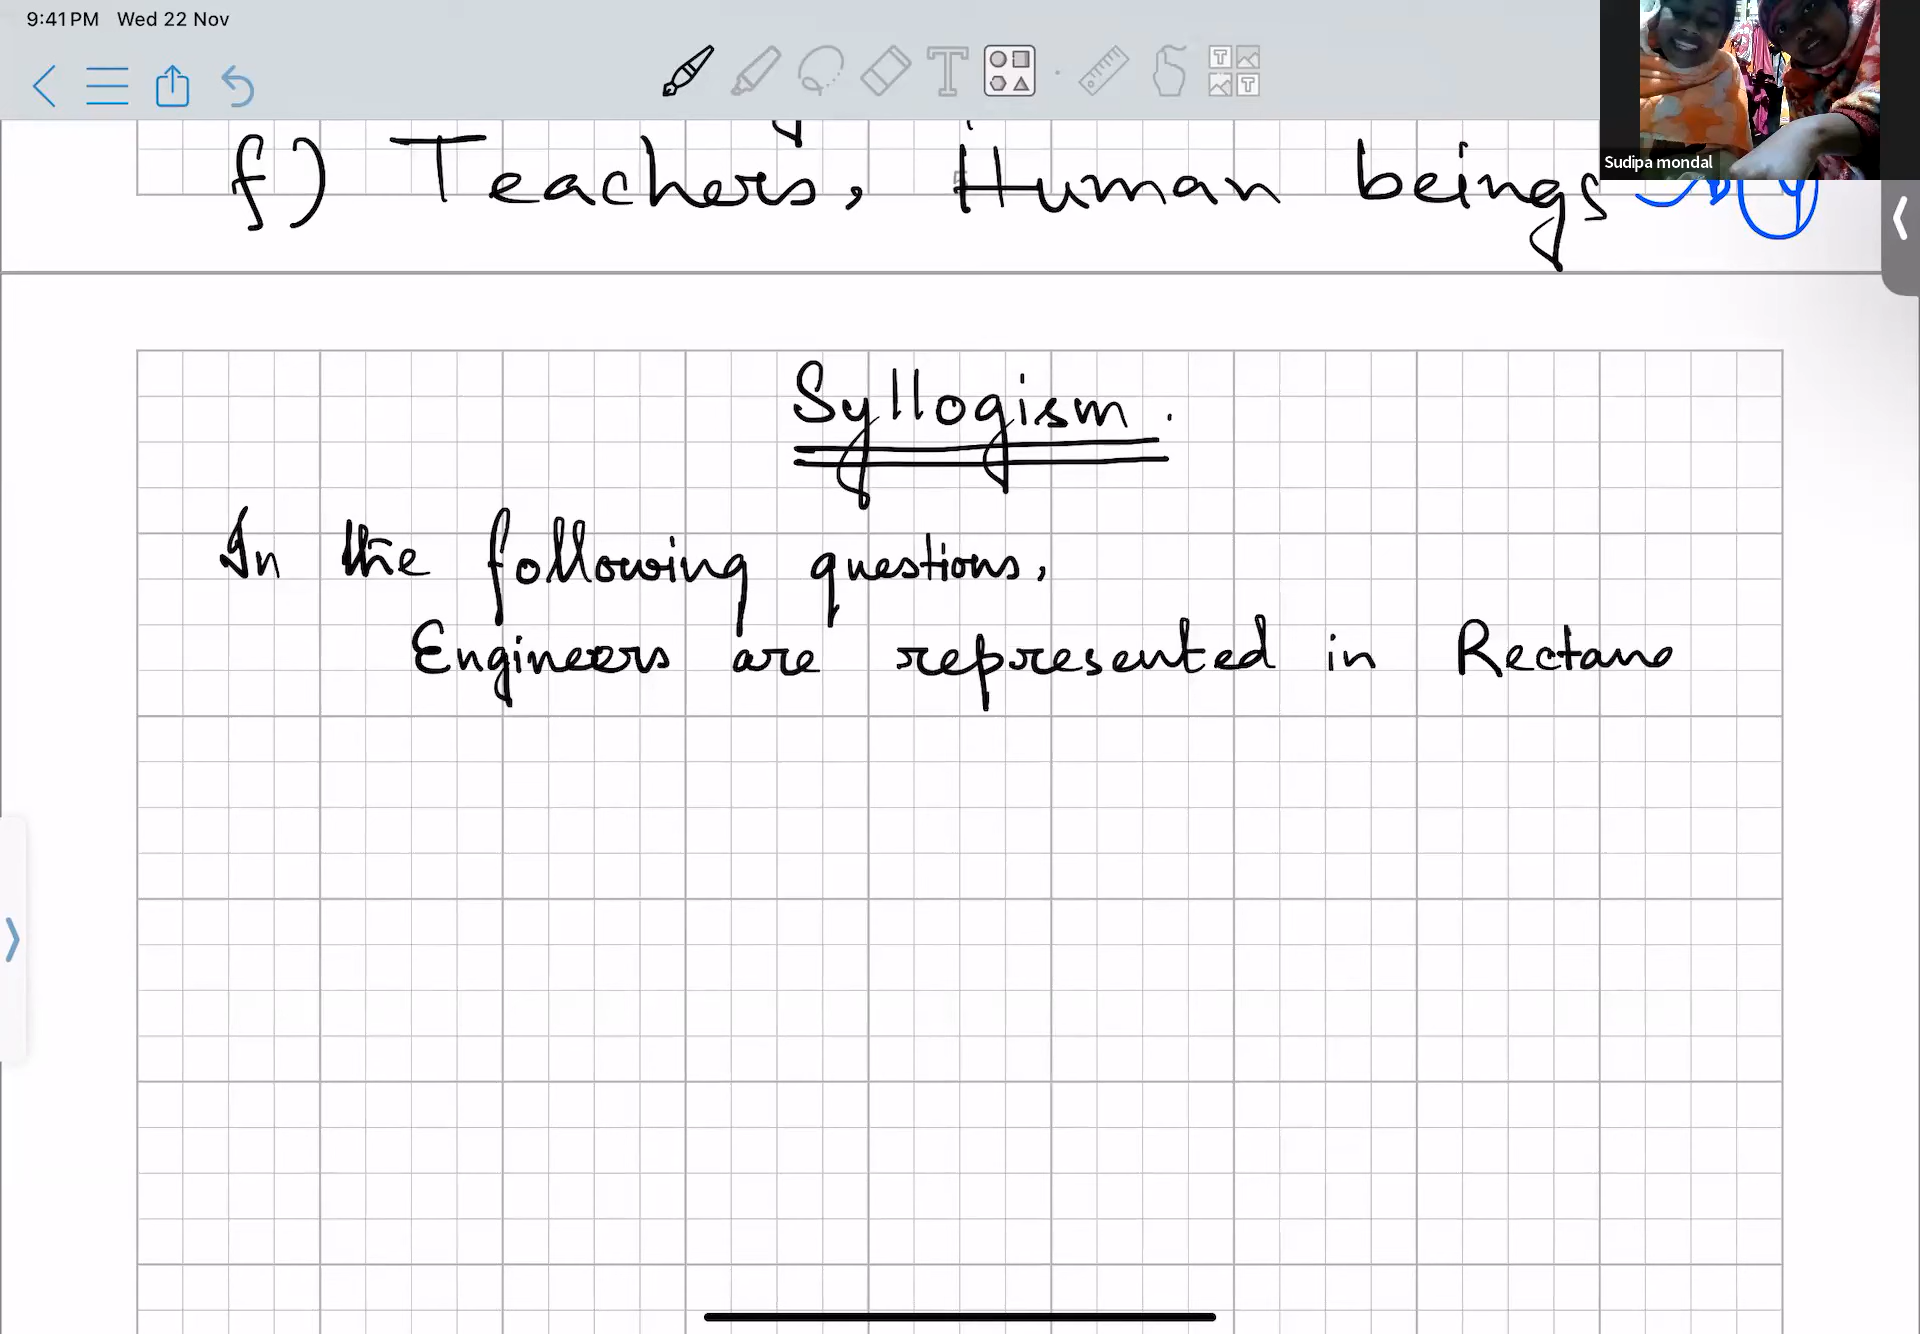 9:41 PM Wed 22 Nov
Sudipa mondal
f) Teachers, Human beings
Syllogism.
In the following questions,
Engineers are represented in Rectang